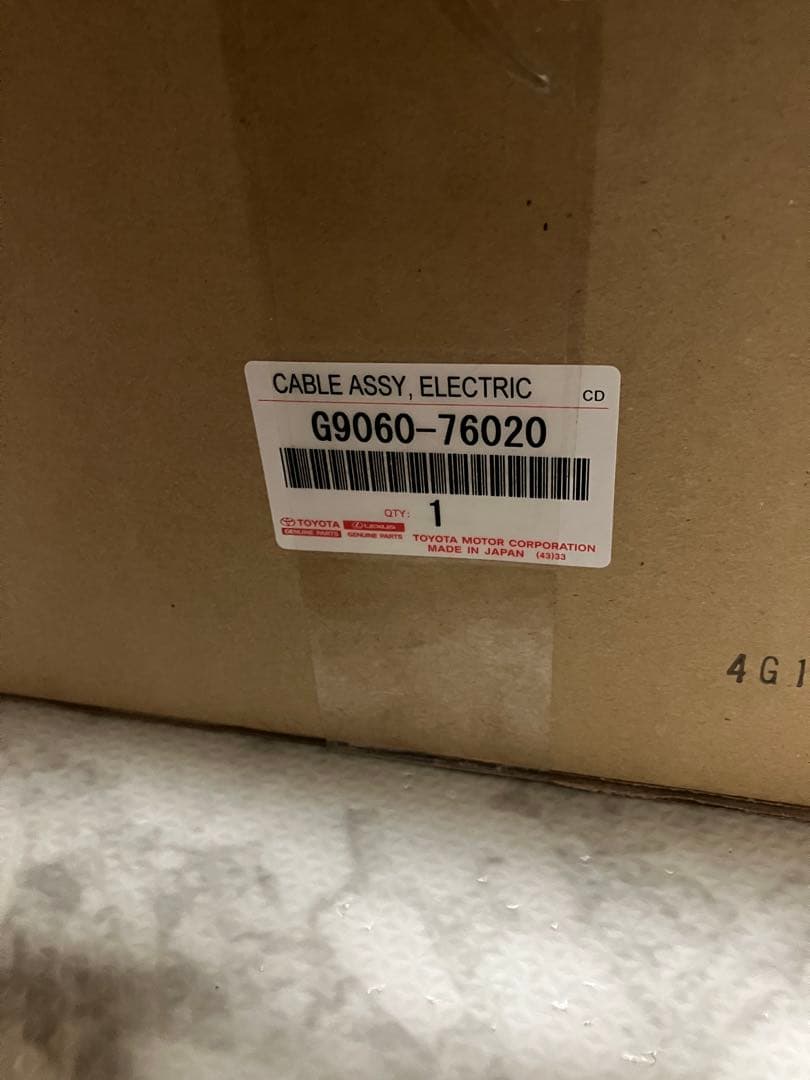 CABLE ASSY, ELECTRIC CD
G9060-76020
QTY: 1
TOYOTA LEXUS
GENUINE PARTS GENUINE PARTS TOYOTA MOTOR CORPORATION
MADE IN JAPAN (43)33
4G1